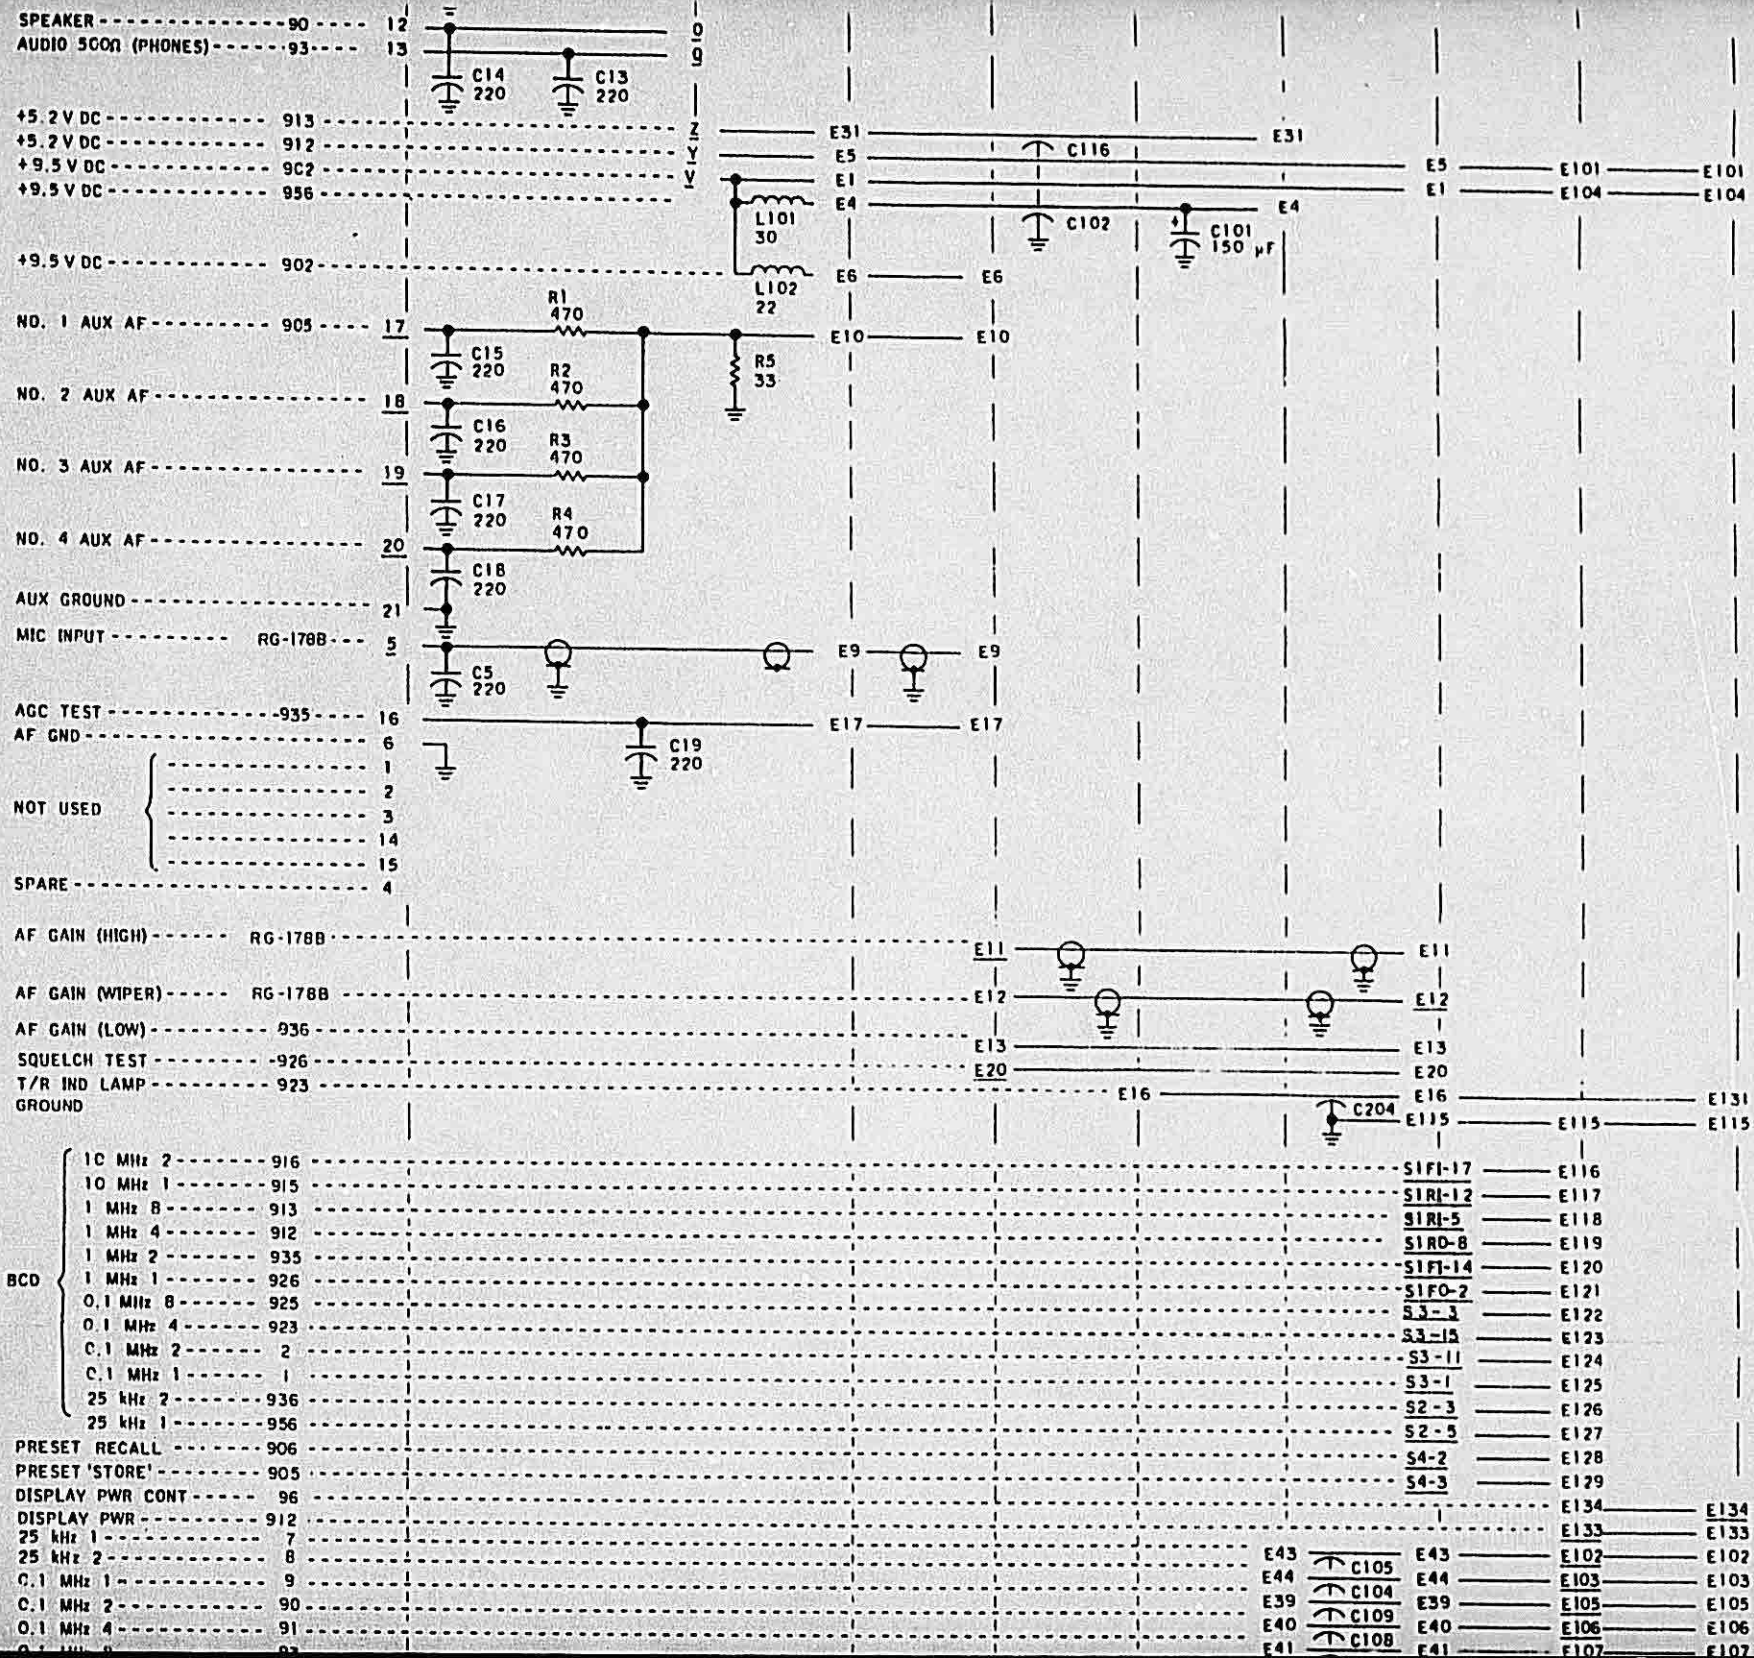 SPEAKER 90 12 O
AUDIO 500Ω (PHONES) 93 13 Q
C14 220 C13 220
+5.2 V DC 913 Z E31 E31
+5.2 V DC 912 Y E5 C116 E5 E101 E101
+9.5 V DC 902 V E1 E1 E104 E104
+9.5 V DC 956 E4 E4
L101 30 C102 C101 150 µF
+9.5 V DC 902 E6 E6
L102 22
R1 470
NO. 1 AUX AF 905 17 E10 E10
C15 220 R5 33
R2 470
NO. 2 AUX AF 18
C16 220
R3 470
NO. 3 AUX AF 19
C17 220
R4 470
NO. 4 AUX AF 20
C18 220
AUX GROUND 21
MIC INPUT RG-178B 5 E9 E9
C5 220
AGC TEST 935 16 E17 E17
AF GND 6
C19 220
1
2
NOT USED 3
14
15
SPARE 4
AF GAIN (HIGH) RG-178B E11 E11
AF GAIN (WIPER) RG-178B E12 E12
AF GAIN (LOW) 936 E13 E13
SQUELCH TEST 926 E20 E20
T/R IND LAMP 923 E16 E16 E131
GROUND C204 E115 E115 E115
10 MHz 2 916 S1F1-17 E116
10 MHz 1 915 S1R1-12 E117
1 MHz 8 913 S1R1-5 E118
1 MHz 4 912 S1RO-8 E119
1 MHz 2 935 S1F1-14 E120
BCD 1 MHz 1 926 S1FO-2 E121
0.1 MHz 8 925 S3-3 E122
0.1 MHz 4 923 S3-15 E123
0.1 MHz 2 2 S3-11 E124
0.1 MHz 1 1 S3-1 E125
25 kHz 2 936 S2-3 E126
25 kHz 1 956 S2-5 E127
PRESET RECALL 906 S4-2 E128
PRESET 'STORE' 905 S4-3 E129
DISPLAY PWR CONT 96 E134 E134
DISPLAY PWR 912 E133 E133
25 kHz 1 7 E43 E43 E102 E102
25 kHz 2 8 E44 C105 E44 E103 E103
0.1 MHz 1 9 E39 C104 E39 E105 E105
0.1 MHz 2 90 E40 C109 E40 E106 E106
0.1 MHz 4 91 E41 C108 E41 E107 E107